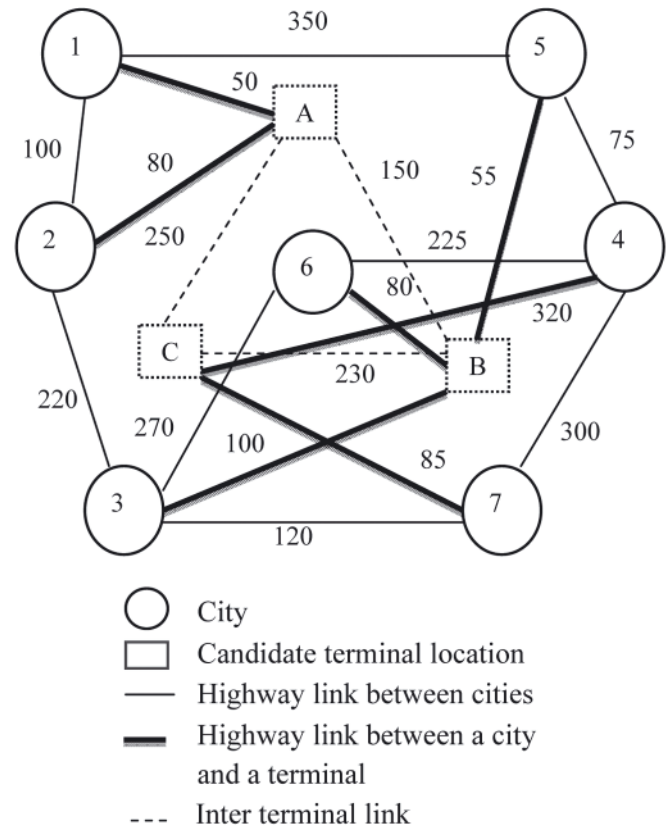 350
1
5
50
A
100
80
150
55
75
2
250
6
225
4
80
320
C
B
230
220
270
100
85
300
3
7
120
City
Candidate terminal location
Highway link between cities
Highway link between a city
and a terminal
Inter terminal link